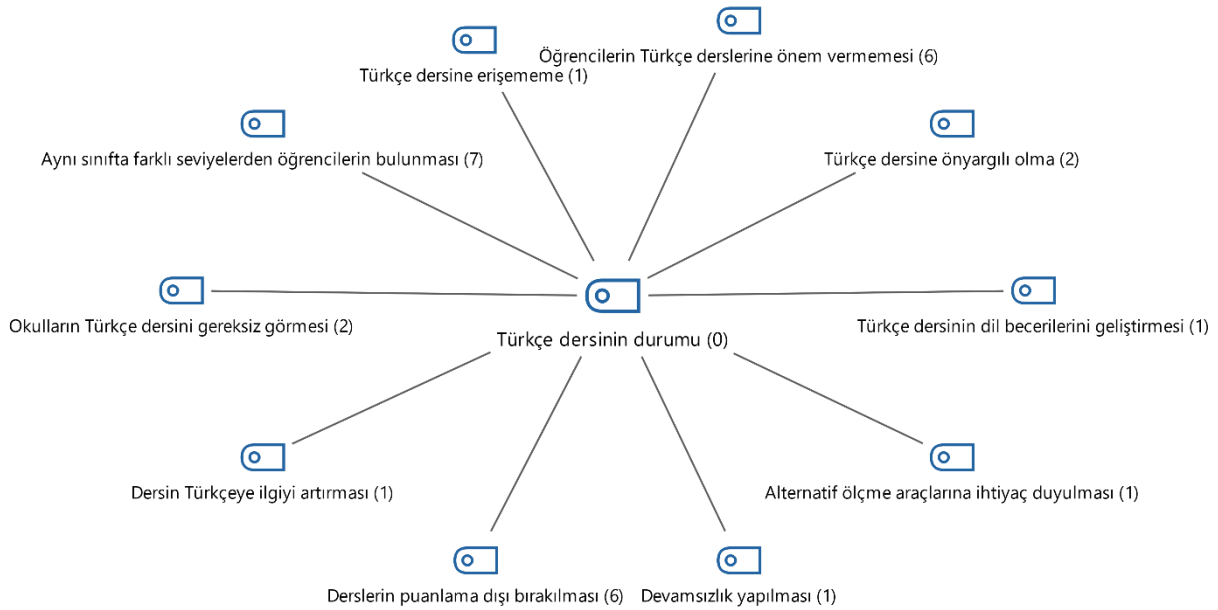 Öğrencilerin Türkçe derslerine önem vermemesi (6)
Türkçe dersine erişememe (1)
Aynı sınıfta farklı seviyelerden öğrencilerin bulunması (7)
Türkçe dersine önyargılı olma (2)
Okulların Türkçe dersini gereksiz görmesi (2)
Türkçe dersinin durumu (0)
Türkçe dersinin dil becerilerini geliştirmesi (1)
Dersin Türkçeye ilgiyi artırması (1)
Alternatif ölçme araçlarına ihtiyaç duyulması (1)
Derslerin puanlama dışı bırakılması (6)
Devamsızlık yapılması (1)